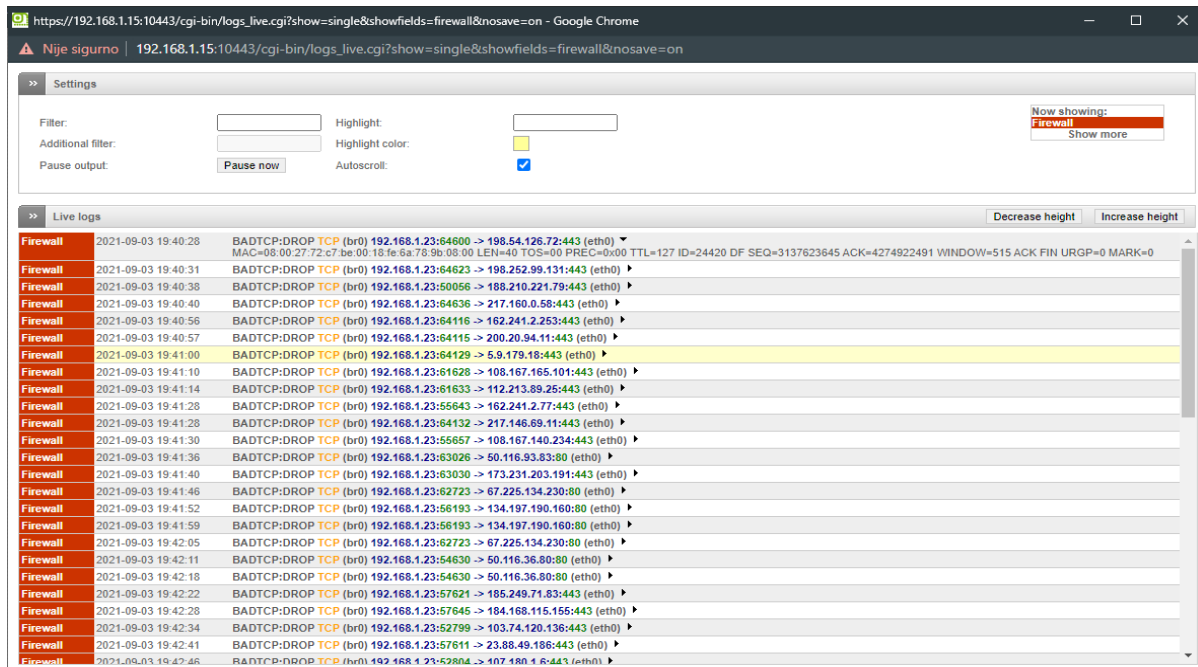 https://192.168.1.15:10443/cgi-bin/logs_live.cgi?show=single&showfields=firewall&nosave=on - Google Chrome
Nije sigurno | 192.168.1.15:10443/cgi-bin/logs_live.cgi?show=single&showfields=firewall&nosave=on
Settings
Filter: Highlight: Now showing:
Firewall
Additional filter: Highlight color: Show more
Pause output: Pause now Autoscroll:
Live logs Decrease height Increase height
Firewall 2021-09-03 19:40:28 BADTCP:DROP TCP (br0) 192.168.1.23:64600 -> 198.54.126.72:443 (eth0)
MAC=08:00:27:72:c7:be:00:18:fe:6a:78:9b:08:00 LEN=40 TOS=00 PREC=0x00 TTL=127 ID=24420 DF SEQ=3137623645 ACK=4274922491 WINDOW=515 ACK FIN URGP=0 MARK=0
Firewall 2021-09-03 19:40:31 BADTCP:DROP TCP (br0) 192.168.1.23:64623 -> 198.252.99.131:443 (eth0)
Firewall 2021-09-03 19:40:38 BADTCP:DROP TCP (br0) 192.168.1.23:50056 -> 188.210.221.79:443 (eth0)
Firewall 2021-09-03 19:40:40 BADTCP:DROP TCP (br0) 192.168.1.23:64636 -> 217.160.0.58:443 (eth0)
Firewall 2021-09-03 19:40:56 BADTCP:DROP TCP (br0) 192.168.1.23:64116 -> 162.241.2.253:443 (eth0)
Firewall 2021-09-03 19:40:57 BADTCP:DROP TCP (br0) 192.168.1.23:64115 -> 200.20.94.11:443 (eth0)
Firewall 2021-09-03 19:41:00 BADTCP:DROP TCP (br0) 192.168.1.23:64129 -> 5.9.179.18:443 (eth0)
Firewall 2021-09-03 19:41:10 BADTCP:DROP TCP (br0) 192.168.1.23:61628 -> 108.167.165.101:443 (eth0)
Firewall 2021-09-03 19:41:14 BADTCP:DROP TCP (br0) 192.168.1.23:61633 -> 112.213.89.25:443 (eth0)
Firewall 2021-09-03 19:41:28 BADTCP:DROP TCP (br0) 192.168.1.23:55643 -> 162.241.2.77:443 (eth0)
Firewall 2021-09-03 19:41:28 BADTCP:DROP TCP (br0) 192.168.1.23:64132 -> 217.146.69.11:443 (eth0)
Firewall 2021-09-03 19:41:30 BADTCP:DROP TCP (br0) 192.168.1.23:55657 -> 108.167.140.234:443 (eth0)
Firewall 2021-09-03 19:41:36 BADTCP:DROP TCP (br0) 192.168.1.23:63026 -> 50.116.93.83:80 (eth0)
Firewall 2021-09-03 19:41:40 BADTCP:DROP TCP (br0) 192.168.1.23:63030 -> 173.231.203.191:443 (eth0)
Firewall 2021-09-03 19:41:46 BADTCP:DROP TCP (br0) 192.168.1.23:62723 -> 67.225.134.230:80 (eth0)
Firewall 2021-09-03 19:41:52 BADTCP:DROP TCP (br0) 192.168.1.23:56193 -> 134.197.190.160:80 (eth0)
Firewall 2021-09-03 19:41:59 BADTCP:DROP TCP (br0) 192.168.1.23:56193 -> 134.197.190.160:80 (eth0)
Firewall 2021-09-03 19:42:05 BADTCP:DROP TCP (br0) 192.168.1.23:62723 -> 67.225.134.230:80 (eth0)
Firewall 2021-09-03 19:42:11 BADTCP:DROP TCP (br0) 192.168.1.23:54630 -> 50.116.36.80:80 (eth0)
Firewall 2021-09-03 19:42:18 BADTCP:DROP TCP (br0) 192.168.1.23:54630 -> 50.116.36.80:80 (eth0)
Firewall 2021-09-03 19:42:22 BADTCP:DROP TCP (br0) 192.168.1.23:57621 -> 185.249.71.83:443 (eth0)
Firewall 2021-09-03 19:42:28 BADTCP:DROP TCP (br0) 192.168.1.23:57645 -> 184.168.115.155:443 (eth0)
Firewall 2021-09-03 19:42:34 BADTCP:DROP TCP (br0) 192.168.1.23:52799 -> 103.74.120.136:443 (eth0)
Firewall 2021-09-03 19:42:41 BADTCP:DROP TCP (br0) 192.168.1.23:57611 -> 23.88.49.186:443 (eth0)
Firewall 2021-09-03 19:42:46 BADTCP:DROP TCP (br0) 192.168.1.23:52804 -> 107.180.1.6:443 (eth0)